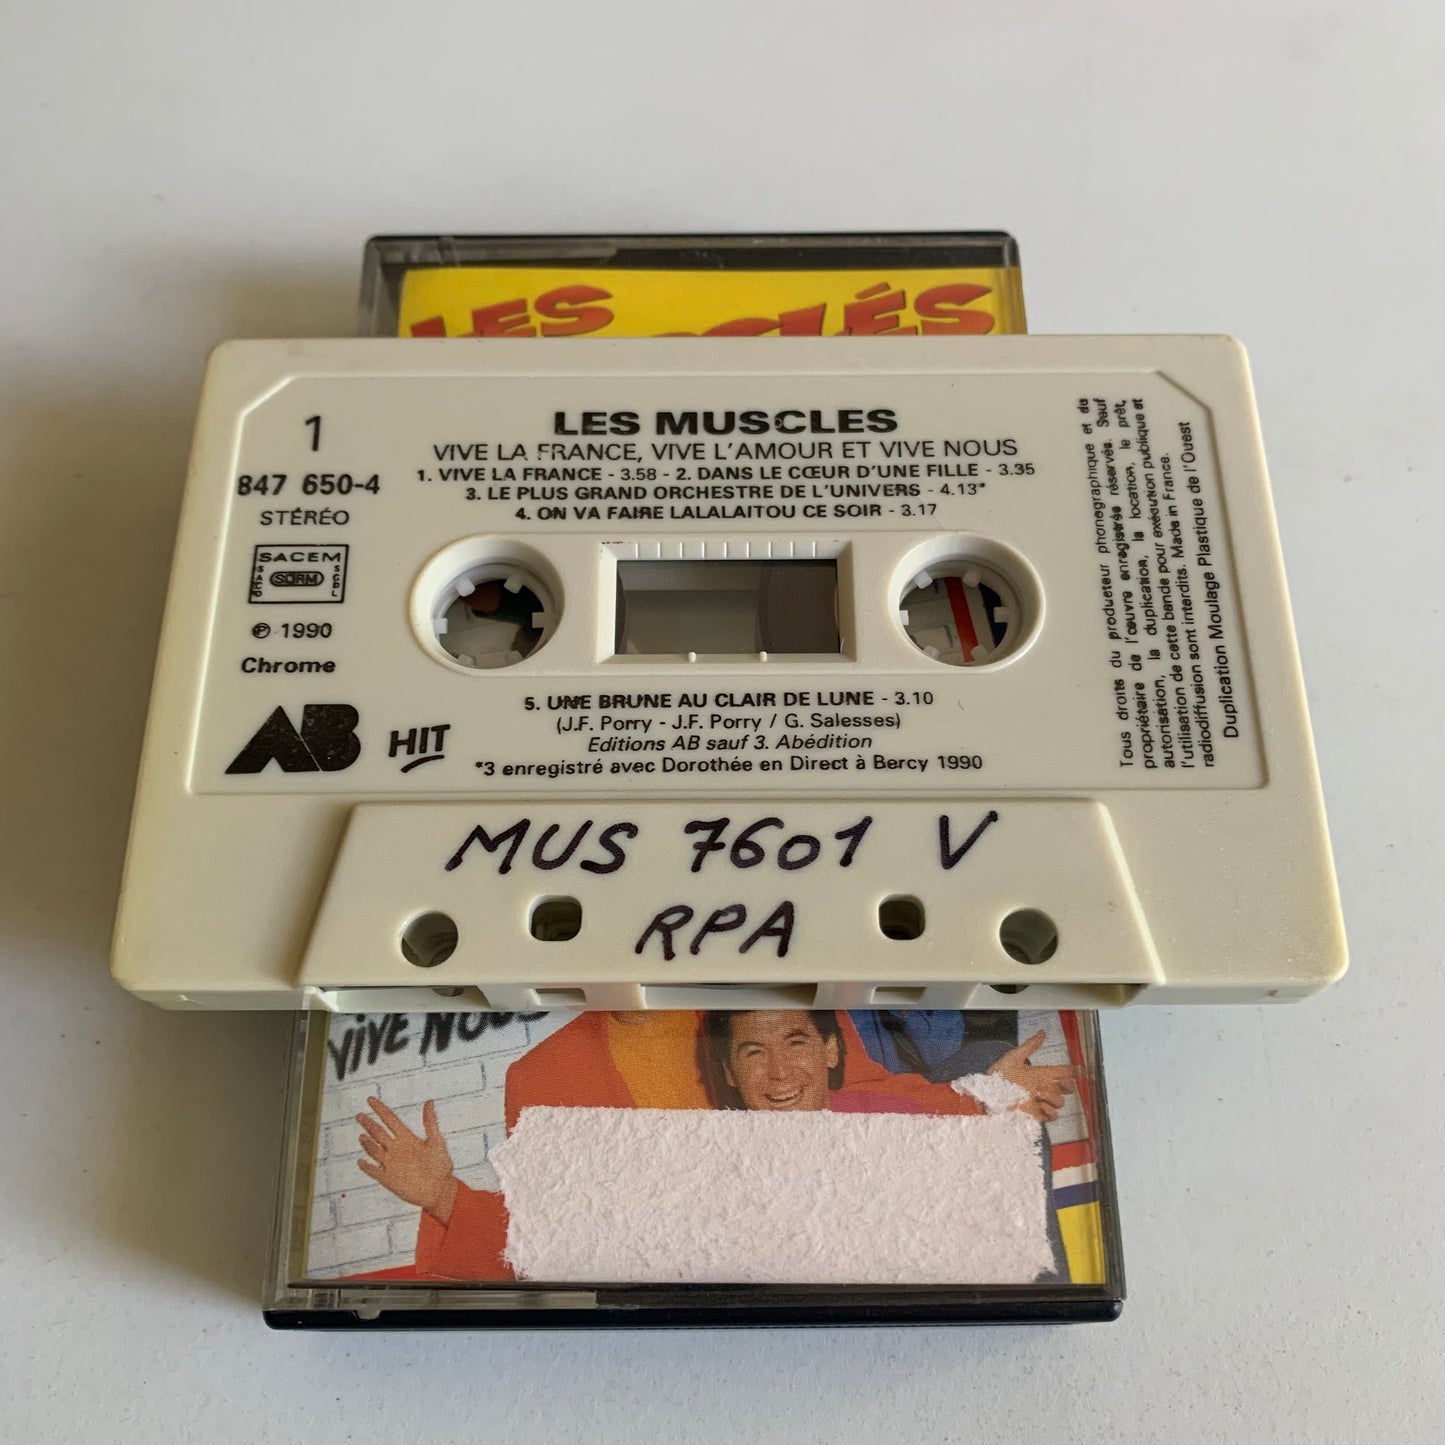 LES
1
LES MUSCLES
VIVE LA FRANCE, VIVE L'AMOUR ET VIVE NOUS
1. VIVE LA FRANCE - 3.58 - 2. DANS LE CŒUR D'UNE FILLE - 3.35
3. LE PLUS GRAND ORCHESTRE DE L'UNIVERS - 4.13*
4. ON VA FAIRE LALALAITOU CE SOIR - 3.17
847 650-4
STÉRÉO
SACEM
SACD
SDRM
SCDL
℗ 1990
Chrome
AB
HIT
5. UNE BRUNE AU CLAIR DE LUNE - 3.10
(J.F. Porry - J.F. Porry / G. Salesses)
Editions AB sauf 3. Abédition
*3 enregistré avec Dorothée en Direct à Bercy 1990
Tous droits du producteur phonographique et du
propriétaire de l'œuvre enregisrée réservés. Sauf
autorisation, la duplication, la location, le prêt,
l'utilisation de cette bande pour exécution publique et
radiodiffusion sont interdits. Made in France.
Duplication Moulage Plastique de l'Ouest
MUS 7601 V
RPA
VIVE NOUS